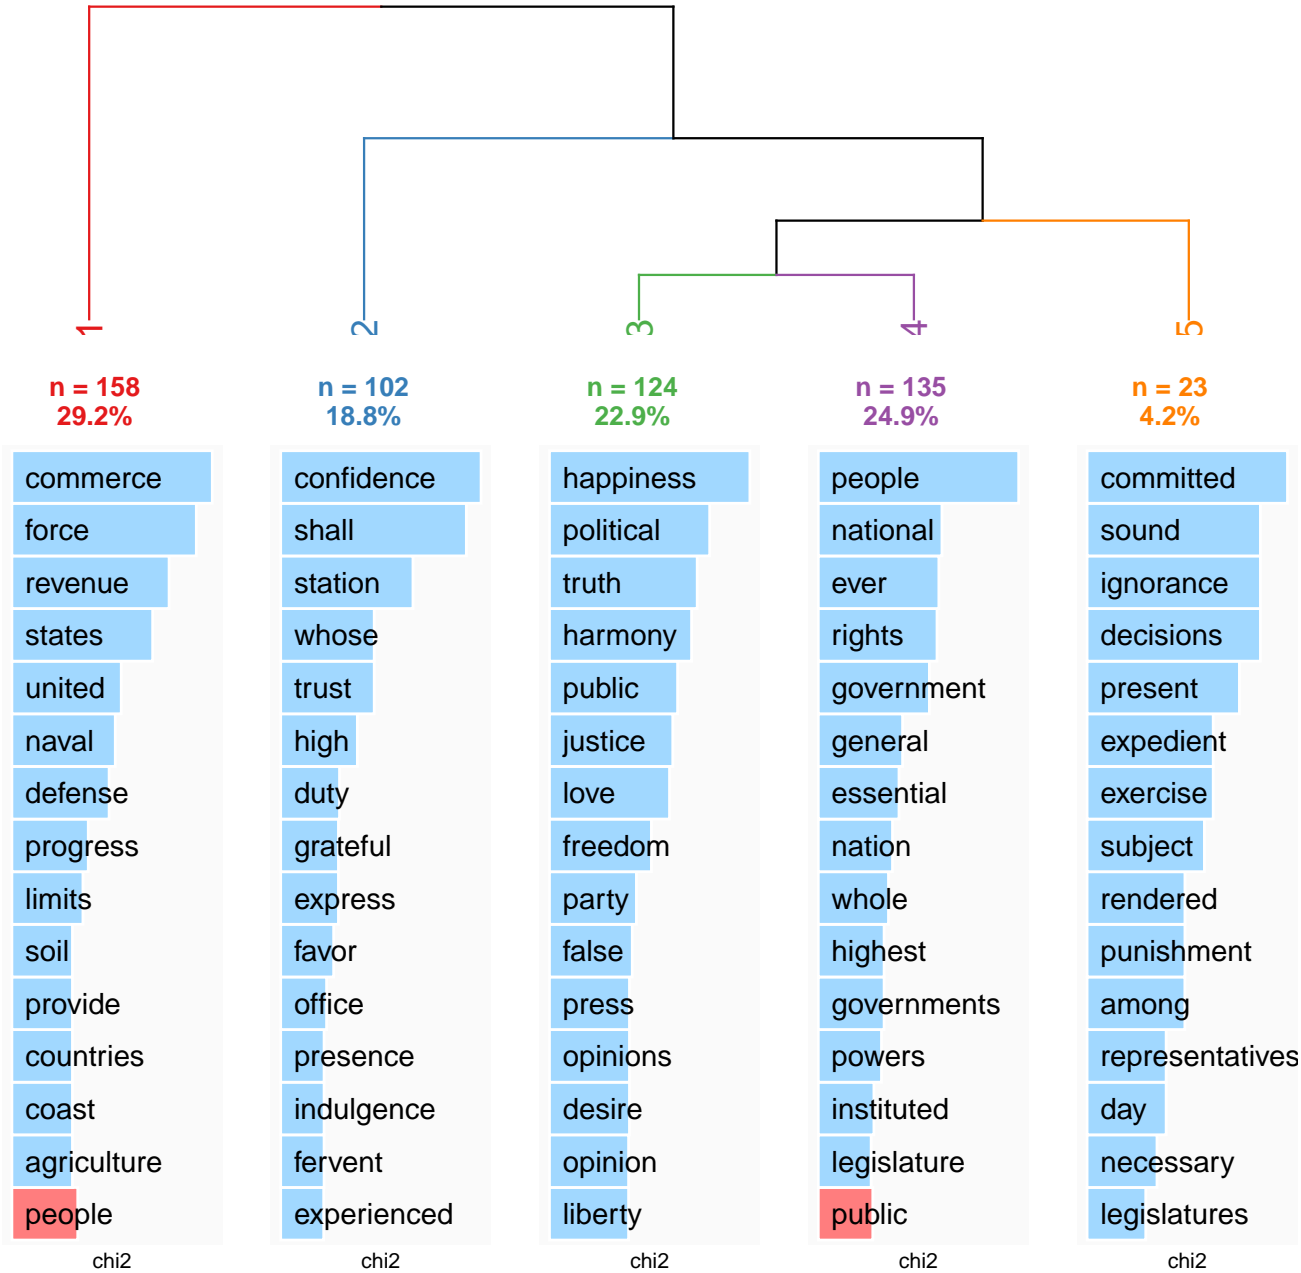 1
2
3
4
5
n = 158
29.2%
n = 102
18.8%
n = 124
22.9%
n = 135
24.9%
n = 23
4.2%
commerce
force
revenue
states
united
naval
defense
progress
limits
soil
provide
countries
coast
agriculture
people
chi2
confidence
shall
station
whose
trust
high
duty
grateful
express
favor
office
presence
indulgence
fervent
experienced
chi2
happiness
political
truth
harmony
public
justice
love
freedom
party
false
press
opinions
desire
opinion
liberty
chi2
people
national
ever
rights
government
general
essential
nation
whole
highest
governments
powers
instituted
legislature
public
chi2
committed
sound
ignorance
decisions
present
expedient
exercise
subject
rendered
punishment
among
representatives
day
necessary
legislatures
chi2